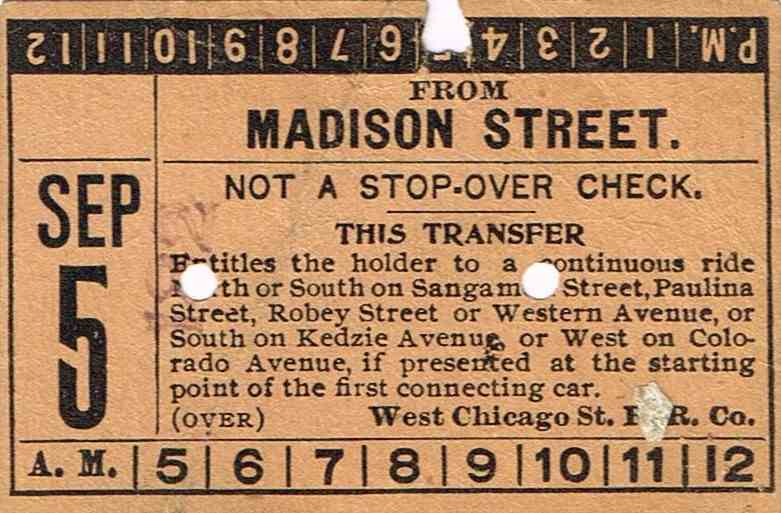 P.M. | 1 | 2 | 3 | 4 | 5 | 6 | 7 | 8 | 9 | 10 | 11 | 12
FROM
MADISON STREET.
SEP
5
NOT A STOP-OVER CHECK.
THIS TRANSFER
Entitles the holder to a continuous ride
North or South on Sangamon Street, Paulina
Street, Robey Street or Western Avenue, or
South on Kedzie Avenue, or West on Colo-
rado Avenue, if presented at the starting
point of the first connecting car.
(OVER) West Chicago St. R. R. Co.
A. M. | 5 | 6 | 7 | 8 | 9 | 10 | 11 | 12